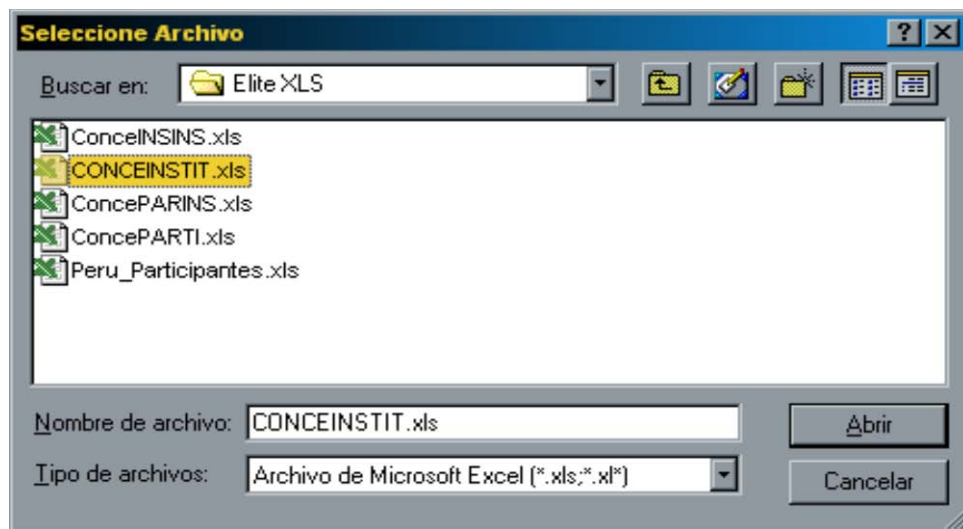 Seleccione Archivo
Buscar en: Elite XLS
ConceINSINS.xls
CONCEINSTIT.xls
ConcePARINS.xls
ConcePARTI.xls
Peru_Participantes.xls
Nombre de archivo: CONCEINSTIT.xls Abrir
Tipo de archivos: Archivo de Microsoft Excel (*.xls;*.xl*) Cancelar